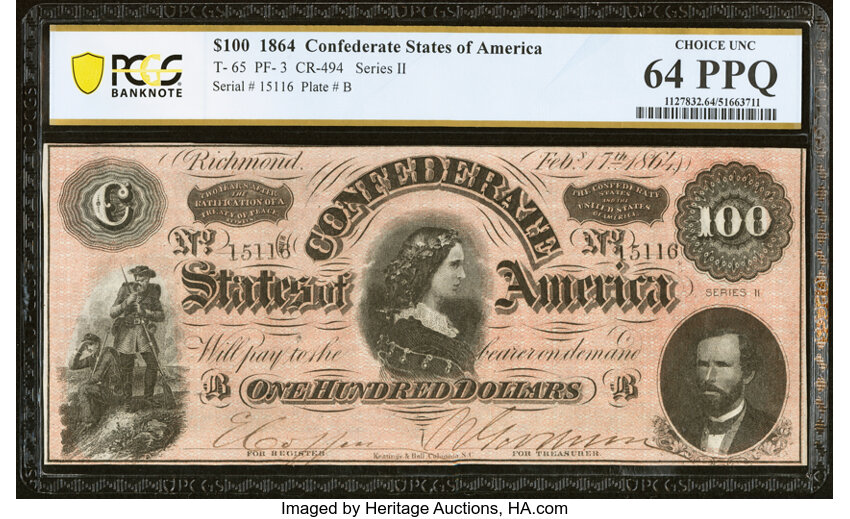 PCGS BANKNOTE
$100 1864 Confederate States of America
T- 65 PF- 3 CR-494 Series II
Serial # 15116 Plate # B
CHOICE UNC
64 PPQ
1127832.64/51663711
Richmond. Feb.y 17th 1864
C
TWO YEARS AFTER
RATIFICATION OF A
TREATY OF PEACE
BETWEEN
CONFEDERATE
THE CONFEDERATE
STATES
AND THE
UNITED STATES
OF AMERICA.
100
No 15116
No 15116
States of America
SERIES II
Will pay to the bearer on demand
B ONE HUNDRED DOLLARS B
FOR REGISTER
Keatinge & Ball, Columbia, S.C.
FOR TREASURER
Imaged by Heritage Auctions, HA.com